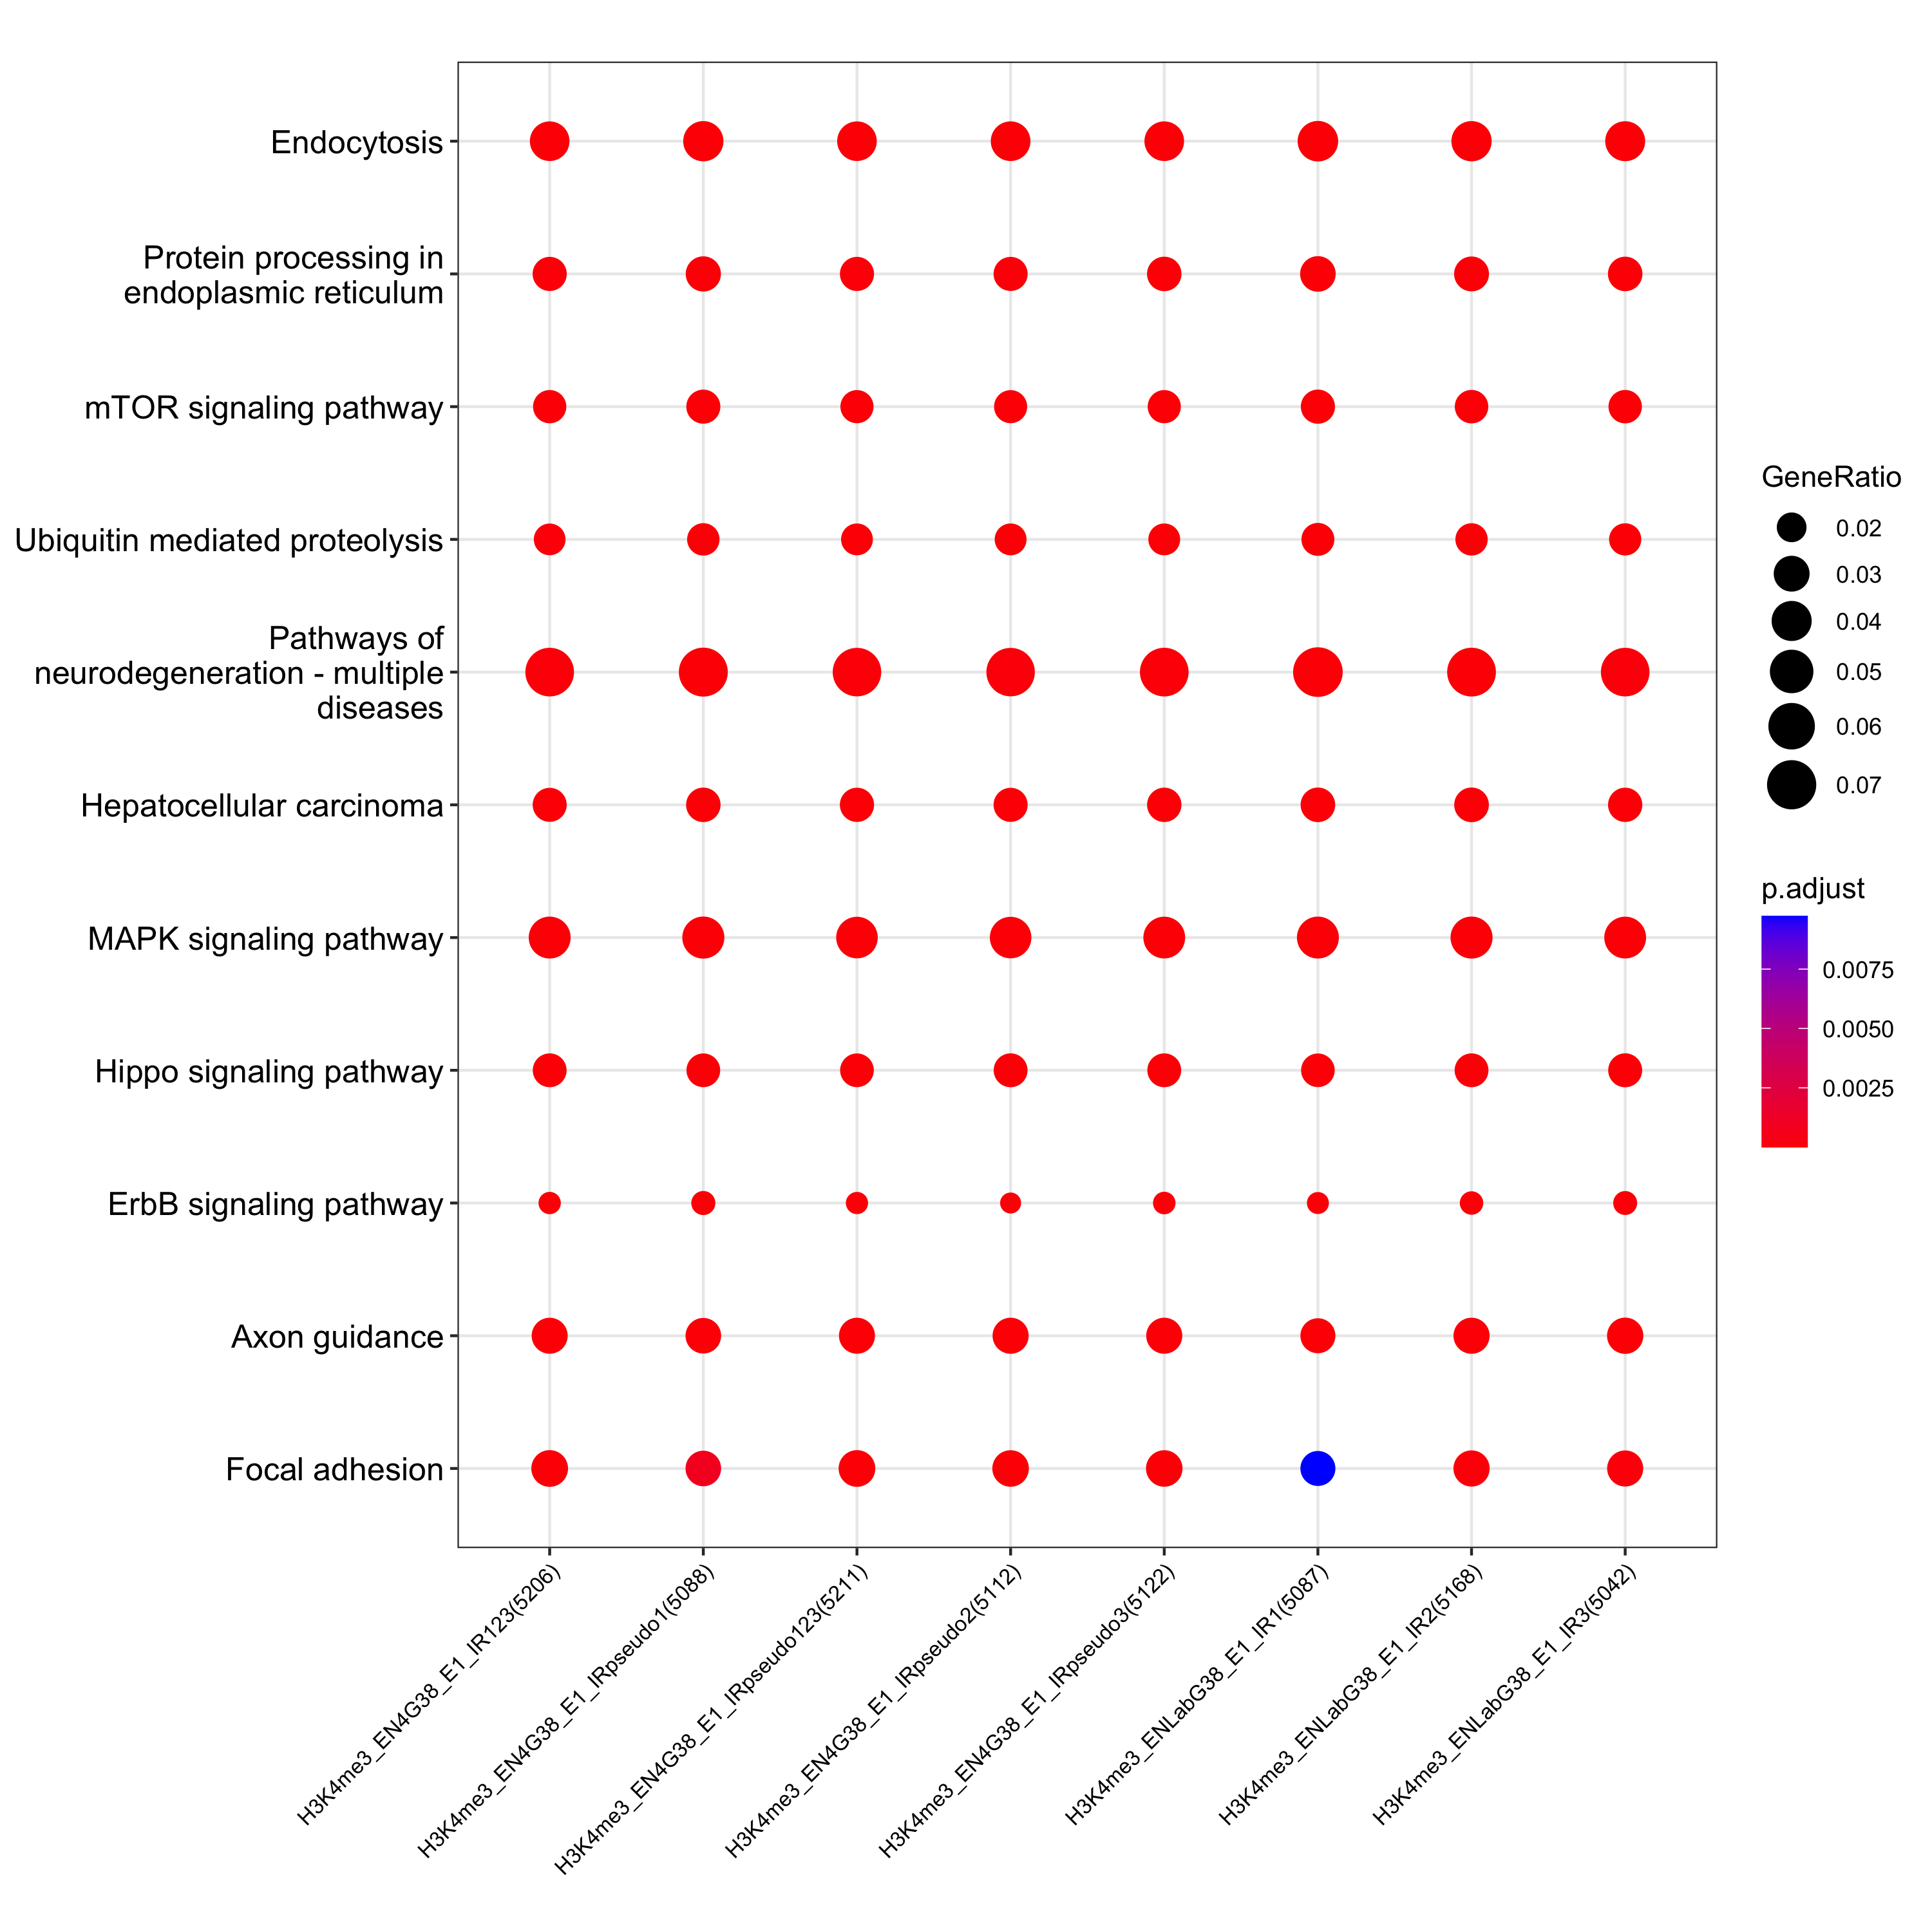 Endocytosis
Protein processing in
endoplasmic reticulum
mTOR signaling pathway
Ubiquitin mediated proteolysis
Pathways of
neurodegeneration - multiple
diseases
Hepatocellular carcinoma
MAPK signaling pathway
Hippo signaling pathway
ErbB signaling pathway
Axon guidance
Focal adhesion
H3K4me3_EN4G38_E1_IR123(5206)
H3K4me3_EN4G38_E1_IRpseudo1(5088)
H3K4me3_EN4G38_E1_IRpseudo123(5211)
H3K4me3_EN4G38_E1_IRpseudo2(5112)
H3K4me3_EN4G38_E1_IRpseudo3(5122)
H3K4me3_ENLabG38_E1_IR1(5087)
H3K4me3_ENLabG38_E1_IR2(5168)
H3K4me3_ENLabG38_E1_IR3(5042)
GeneRatio
0.02
0.03
0.04
0.05
0.06
0.07
p.adjust
0.0075
0.0050
0.0025